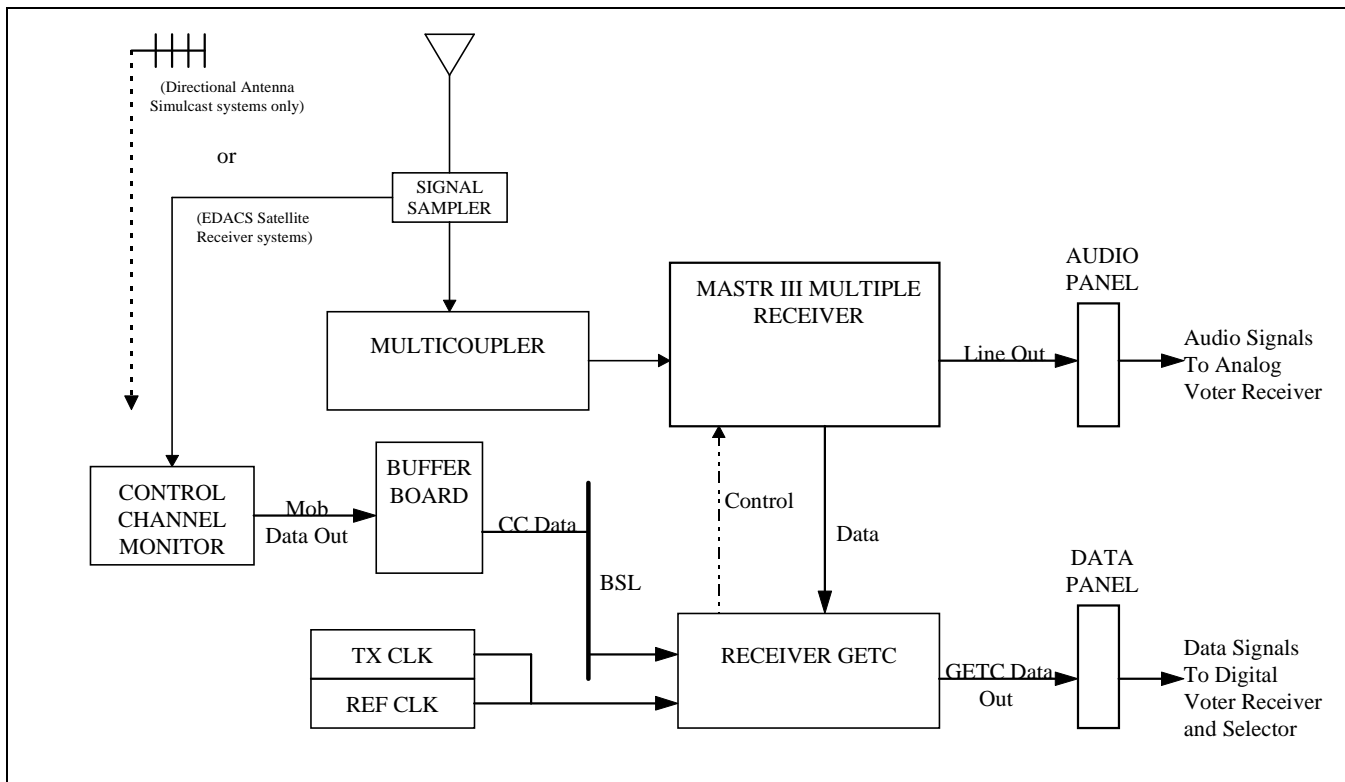 (Directional Antenna
Simulcast systems only)
or
SIGNAL
SAMPLER
(EDACS Satellite
Receiver systems)
MULTICOUPLER
MASTR III MULTIPLE
RECEIVER
Line Out
AUDIO
PANEL
Audio Signals
To Analog
Voter Receiver
CONTROL
CHANNEL
MONITOR
Mob
Data Out
BUFFER
BOARD
CC Data
BSL
Control
Data
TX CLK
REF CLK
RECEIVER GETC
GETC Data
Out
DATA
PANEL
Data Signals
To Digital
Voter Receiver
and Selector